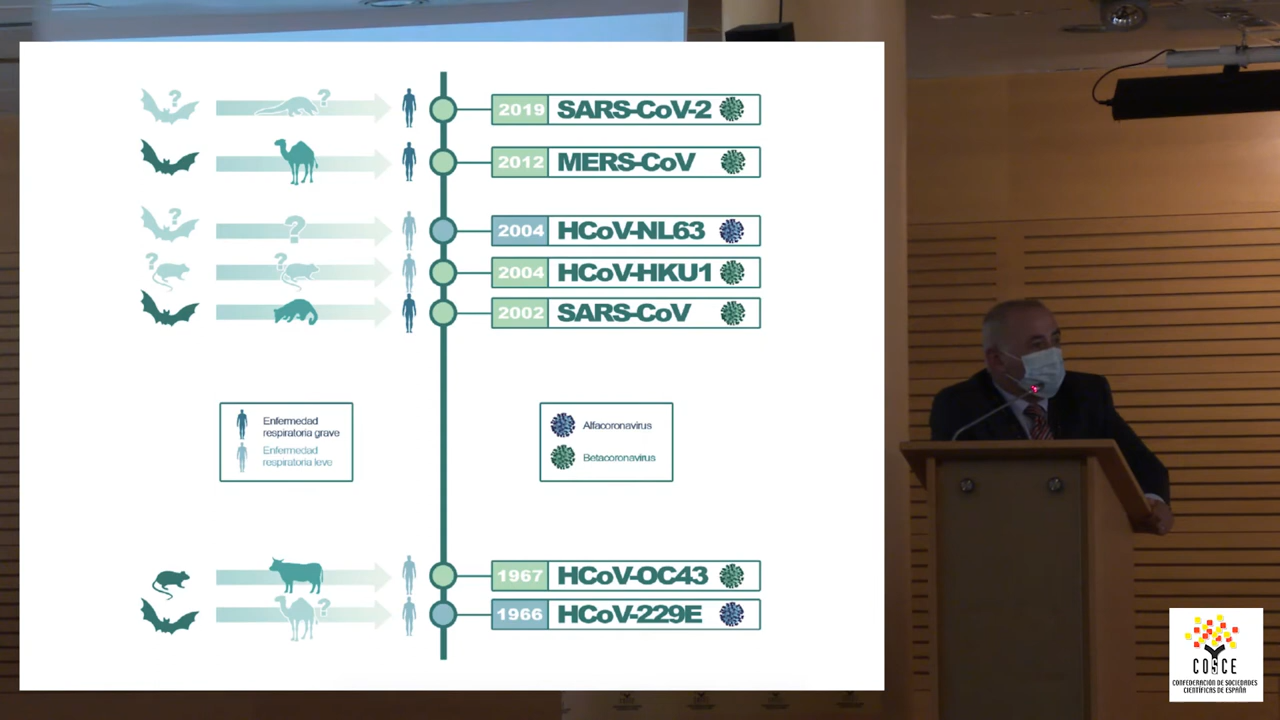 ?
?
2019 SARS-CoV-2
2012 MERS-CoV
?
?
2004 HCoV-NL63
?
?
2004 HCoV-HKU1
2002 SARS-CoV
Enfermedad
respiratoria grave
Enfermedad
respiratoria leve
Alfacoronavirus
Betacoronavirus
1967 HCoV-OC43
?
1966 HCoV-229E
COSCE
CONFEDERACIÓN DE SOCIEDADES
CIENTÍFICAS DE ESPAÑA